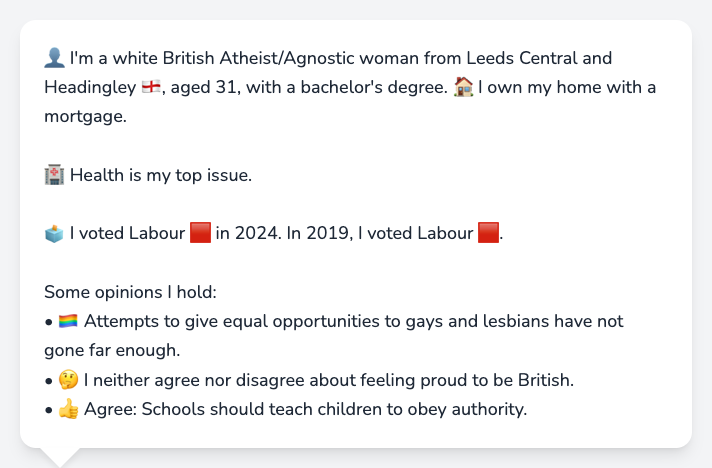 👤 I'm a white British Atheist/Agnostic woman from Leeds Central and
Headingley 🏴󠁧󠁢󠁥󠁮󠁧󠁿, aged 31, with a bachelor's degree. 🏠 I own my home with a
mortgage.
🏥 Health is my top issue.
🗳️ I voted Labour 🟥 in 2024. In 2019, I voted Labour 🟥.
Some opinions I hold:
• 🏳️‍🌈 Attempts to give equal opportunities to gays and lesbians have not
gone far enough.
• 🤔 I neither agree nor disagree about feeling proud to be British.
• 👍 Agree: Schools should teach children to obey authority.